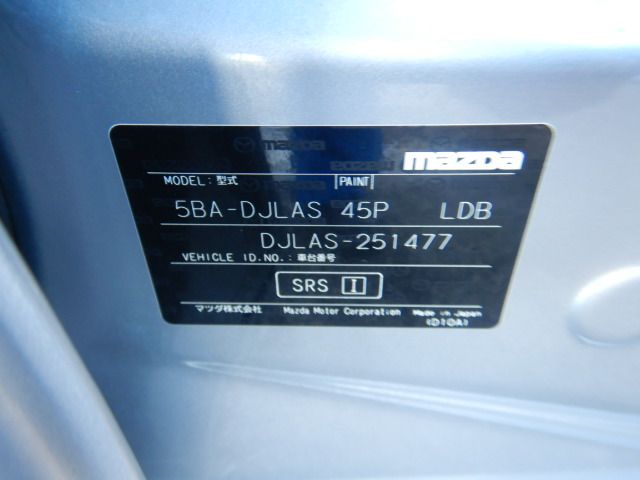 mazda
MODEL:型式 PAINT
5BA-DJLAS 45P LDB
DJLAS-251477
VEHICLE ID.NO.:車台番号
SRS I
マツダ株式会社 Mazda Motor Corporation Made in Japan
(D10A)